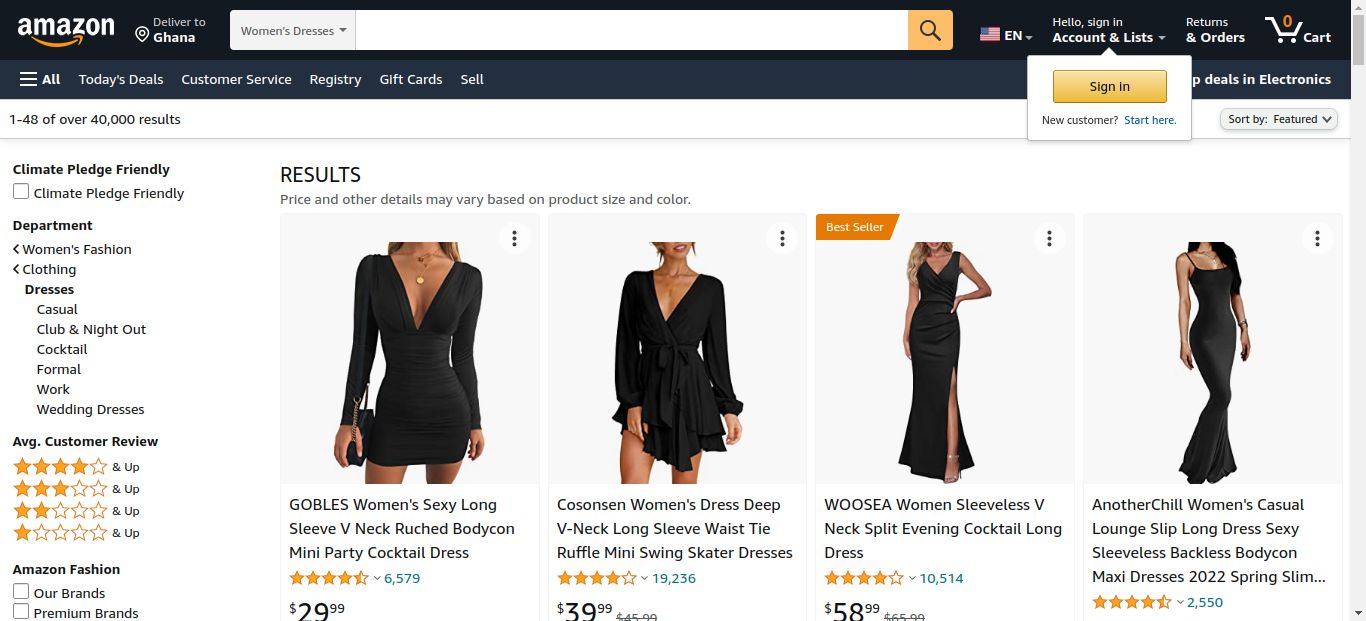 amazon
Deliver to
Ghana
Women's Dresses
EN
Hello, sign in
Account & Lists
Returns
& Orders
0
Cart
All
Today's Deals
Customer Service
Registry
Gift Cards
Sell
p deals in Electronics
Sign in
New customer? Start here.
1-48 of over 40,000 results
Sort by: Featured
Climate Pledge Friendly
Climate Pledge Friendly
Department
Women's Fashion
Clothing
Dresses
Casual
Club & Night Out
Cocktail
Formal
Work
Wedding Dresses
Avg. Customer Review
& Up
& Up
& Up
& Up
Amazon Fashion
Our Brands
Premium Brands
RESULTS
Price and other details may vary based on product size and color.
GOBLES Women's Sexy Long
Sleeve V Neck Ruched Bodycon
Mini Party Cocktail Dress
6,579
$29.99
Cosonsen Women's Dress Deep
V-Neck Long Sleeve Waist Tie
Ruffle Mini Swing Skater Dresses
19,236
$39.99 $45.99
Best Seller
WOOSEA Women Sleeveless V
Neck Split Evening Cocktail Long
Dress
10,514
$58.99 $65.99
AnotherChill Women's Casual
Lounge Slip Long Dress Sexy
Sleeveless Backless Bodycon
Maxi Dresses 2022 Spring Slim...
2,550